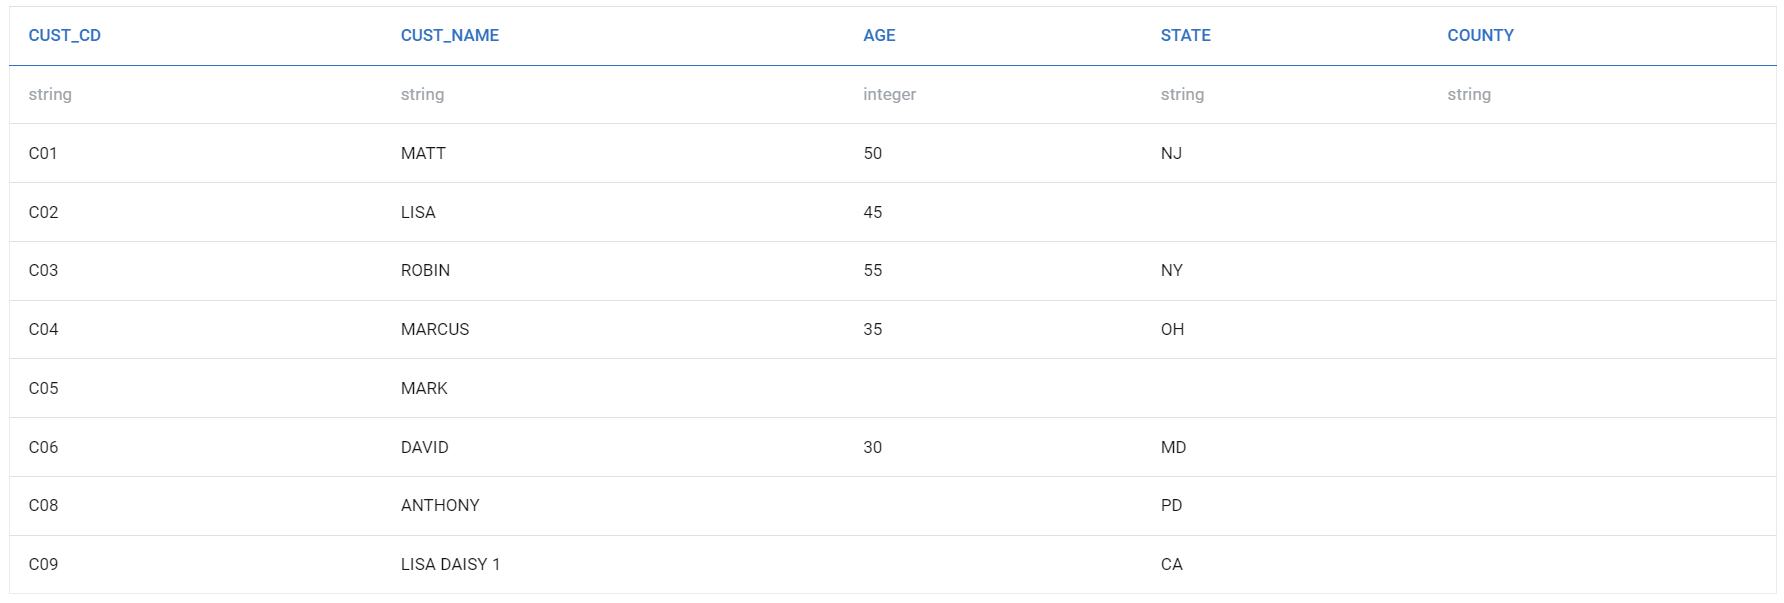 CUST_CD CUST_NAME AGE STATE COUNTY
string string integer string string
C01 MATT 50 NJ
C02 LISA 45
C03 ROBIN 55 NY
C04 MARCUS 35 OH
C05 MARK
C06 DAVID 30 MD
C08 ANTHONY PD
C09 LISA DAISY 1 CA